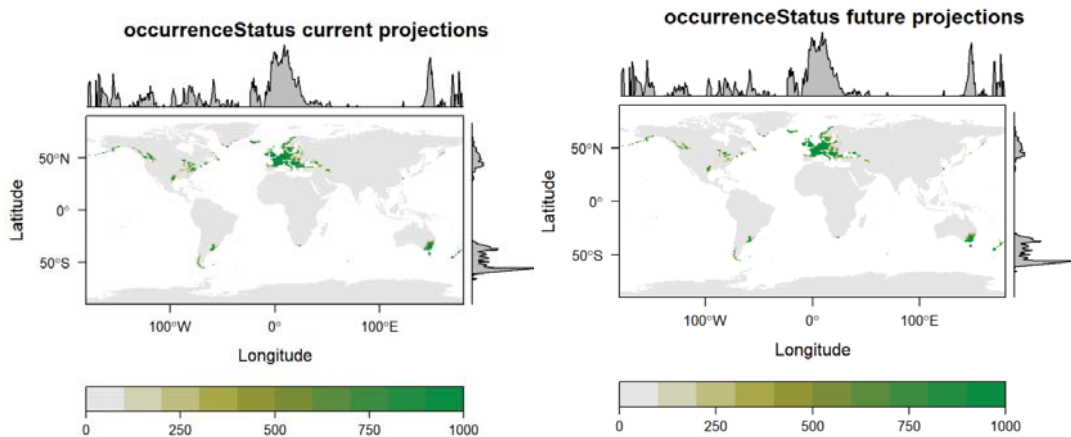 occurrenceStatus current projections
Latitude
50°N
0°
50°S
100°W 0° 100°E
Longitude
0 250 500 750 1000
occurrenceStatus future projections
Latitude
50°N
0°
50°S
100°W 0° 100°E
Longitude
0 250 500 750 1000